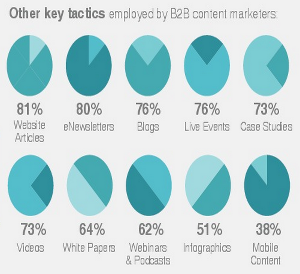 Other key tactics employed by B2B content marketers:
81% 80% 76% 76% 73%
Website Articles eNewsletters Blogs Live Events Case Studies
73% 64% 62% 51% 38%
Videos White Papers Webinars & Podcasts Infographics Mobile Content